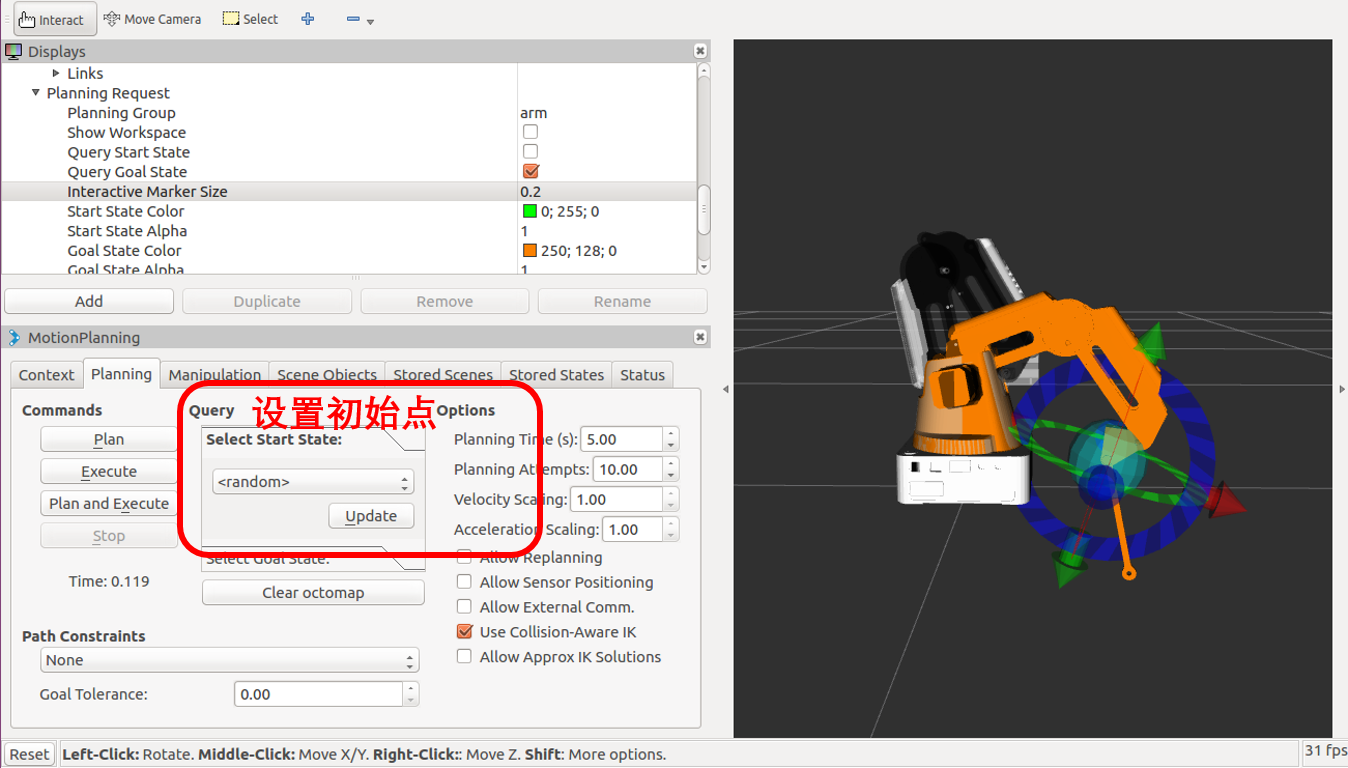 Interact Move Camera Select
Displays
Links
Planning Request
Planning Group arm
Show Workspace
Query Start State
Query Goal State
Interactive Marker Size 0.2
Start State Color 0; 255; 0
Start State Alpha 1
Goal State Color 250; 128; 0
Goal State Alpha 1
Add Duplicate Remove Rename
MotionPlanning
Context Planning Manipulation Scene Objects Stored Scenes Stored States Status
设置初始点
Commands
Plan
Execute
Plan and Execute
Stop
Time: 0.119
Path Constraints
None
Goal Tolerance: 0.00
Query
Select Start State:
<random>
Update
Select Goal State:
Clear octomap
Options
Planning Time (s): 5.00
Planning Attempts: 10.00
Velocity Scaling: 1.00
Acceleration Scaling: 1.00
Allow Replanning
Allow Sensor Positioning
Allow External Comm.
Use Collision-Aware IK
Allow Approx IK Solutions
Reset Left-Click: Rotate. Middle-Click: Move X/Y. Right-Click:: Move Z. Shift: More options. 31 fps